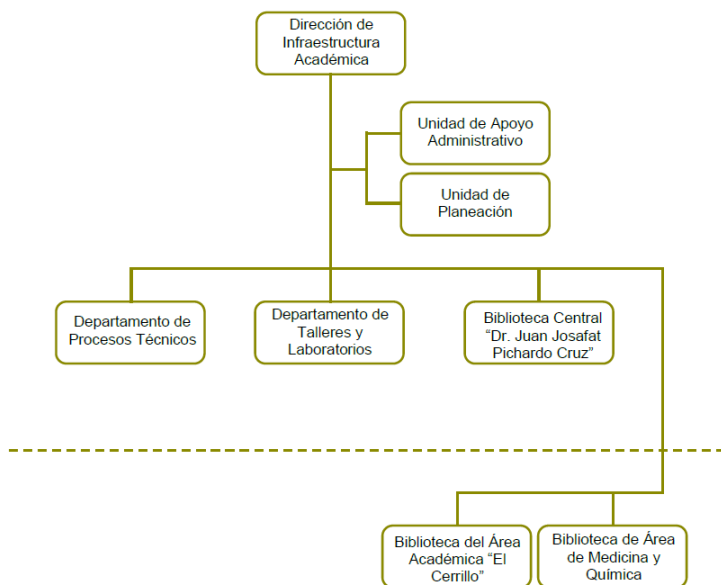 Dirección de
Infraestructura
Académica
Unidad de Apoyo
Administrativo
Unidad de
Planeación
Departamento de
Procesos Técnicos
Departamento de
Talleres y
Laboratorios
Biblioteca Central
“Dr. Juan Josafat
Pichardo Cruz”
Biblioteca del Área
Académica “El
Cerrillo”
Biblioteca de Área
de Medicina y
Química